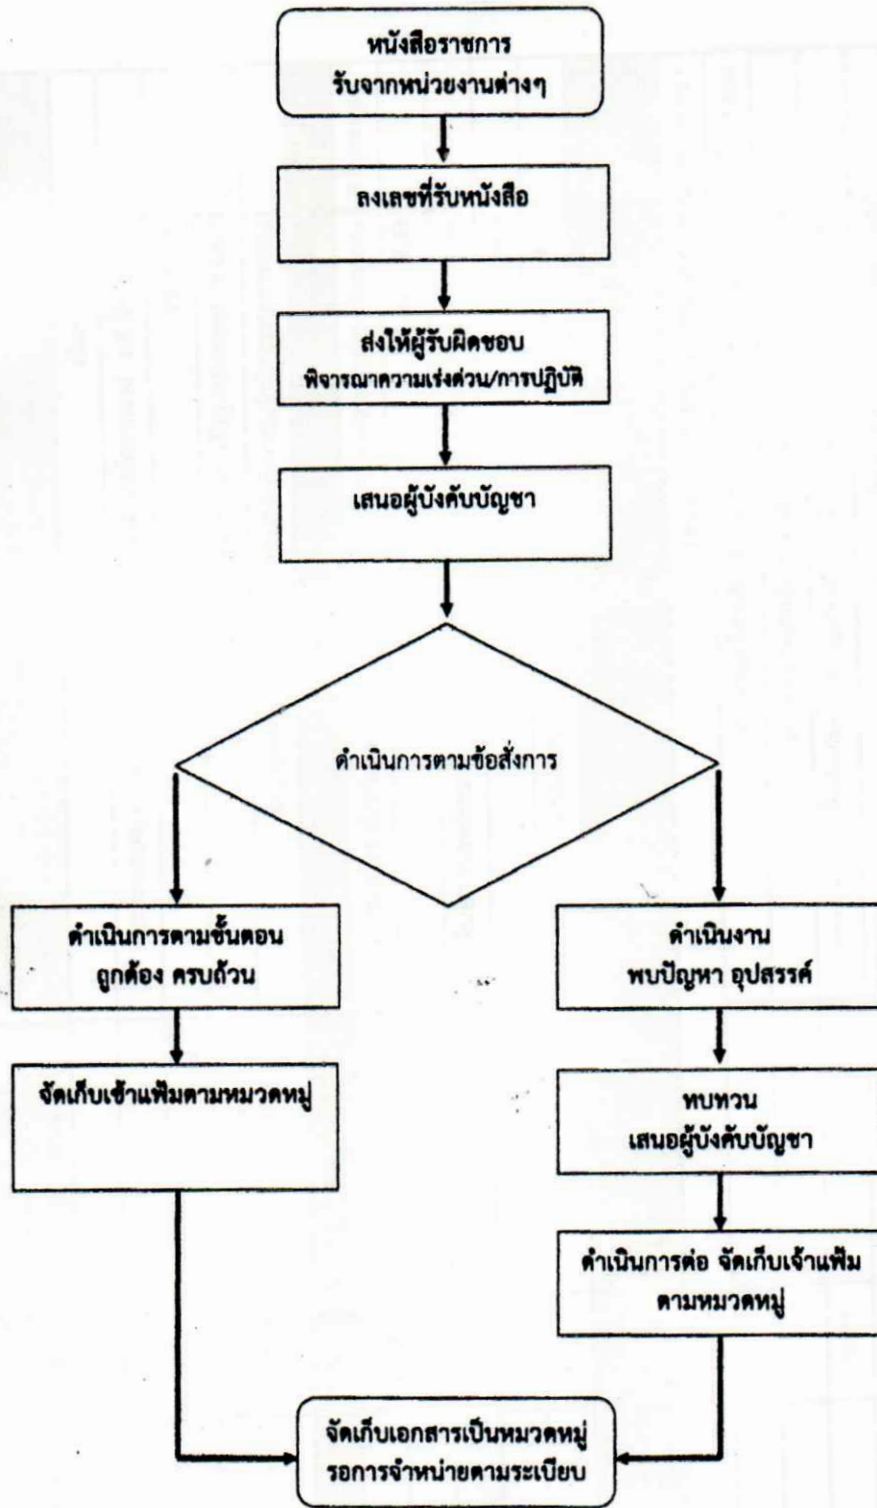 หนังสือราชการ
รับจากหน่วยงานต่างๆ
ลงเลขที่รับหนังสือ
ส่งให้ผู้รับผิดชอบ
พิจารณาความเร่งด่วน/การปฏิบัติ
เสนอผู้บังคับบัญชา
ดำเนินการตามข้อสั่งการ
ดำเนินการตามขั้นตอน
ถูกต้อง ครบถ้วน
จัดเก็บเข้าแฟ้มตามหมวดหมู่
ดำเนินงาน
พบปัญหา อุปสรรค์
ทบทวน
เสนอผู้บังคับบัญชา
ดำเนินการต่อ จัดเก็บเจ้าแฟ้ม
ตามหมวดหมู่
จัดเก็บเอกสารเป็นหมวดหมู่
รอการจำหน่ายตามระเบียบ